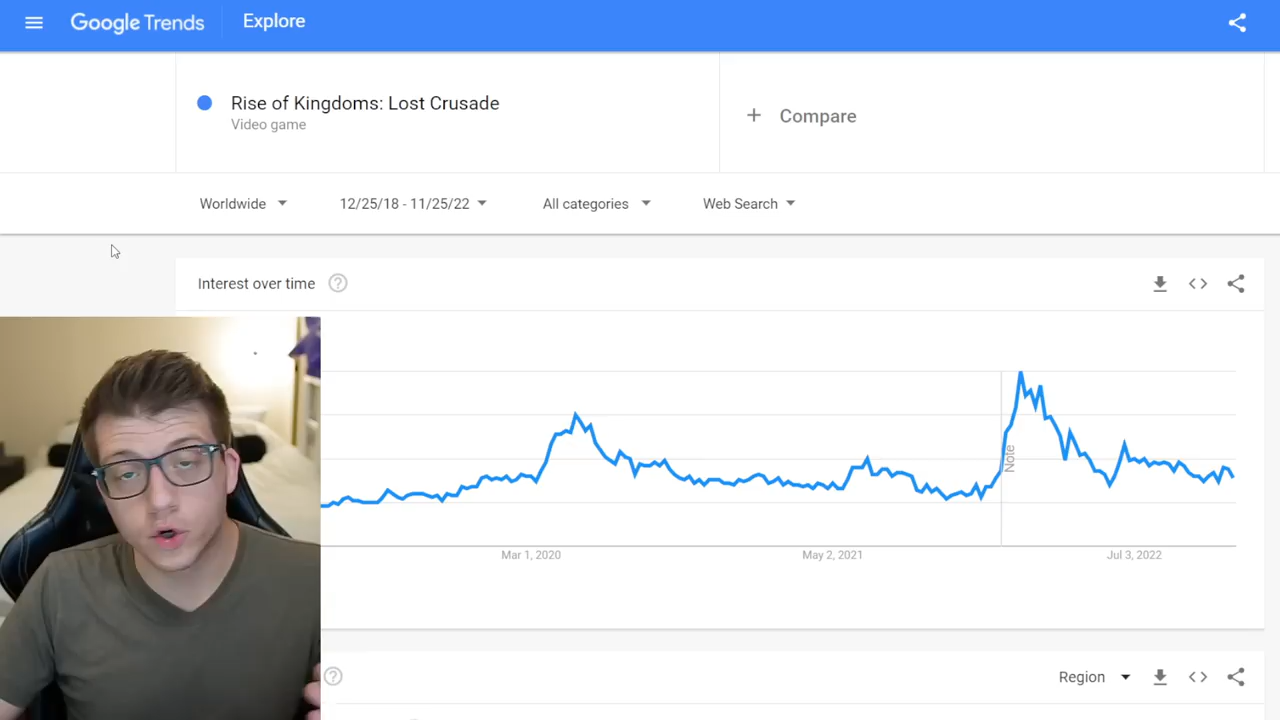 Google Trends
Explore
Rise of Kingdoms: Lost Crusade
Video game
+ Compare
Worldwide
12/25/18 - 11/25/22
All categories
Web Search
Interest over time
?
Note
Mar 1, 2020
May 2, 2021
Jul 3, 2022
?
Region